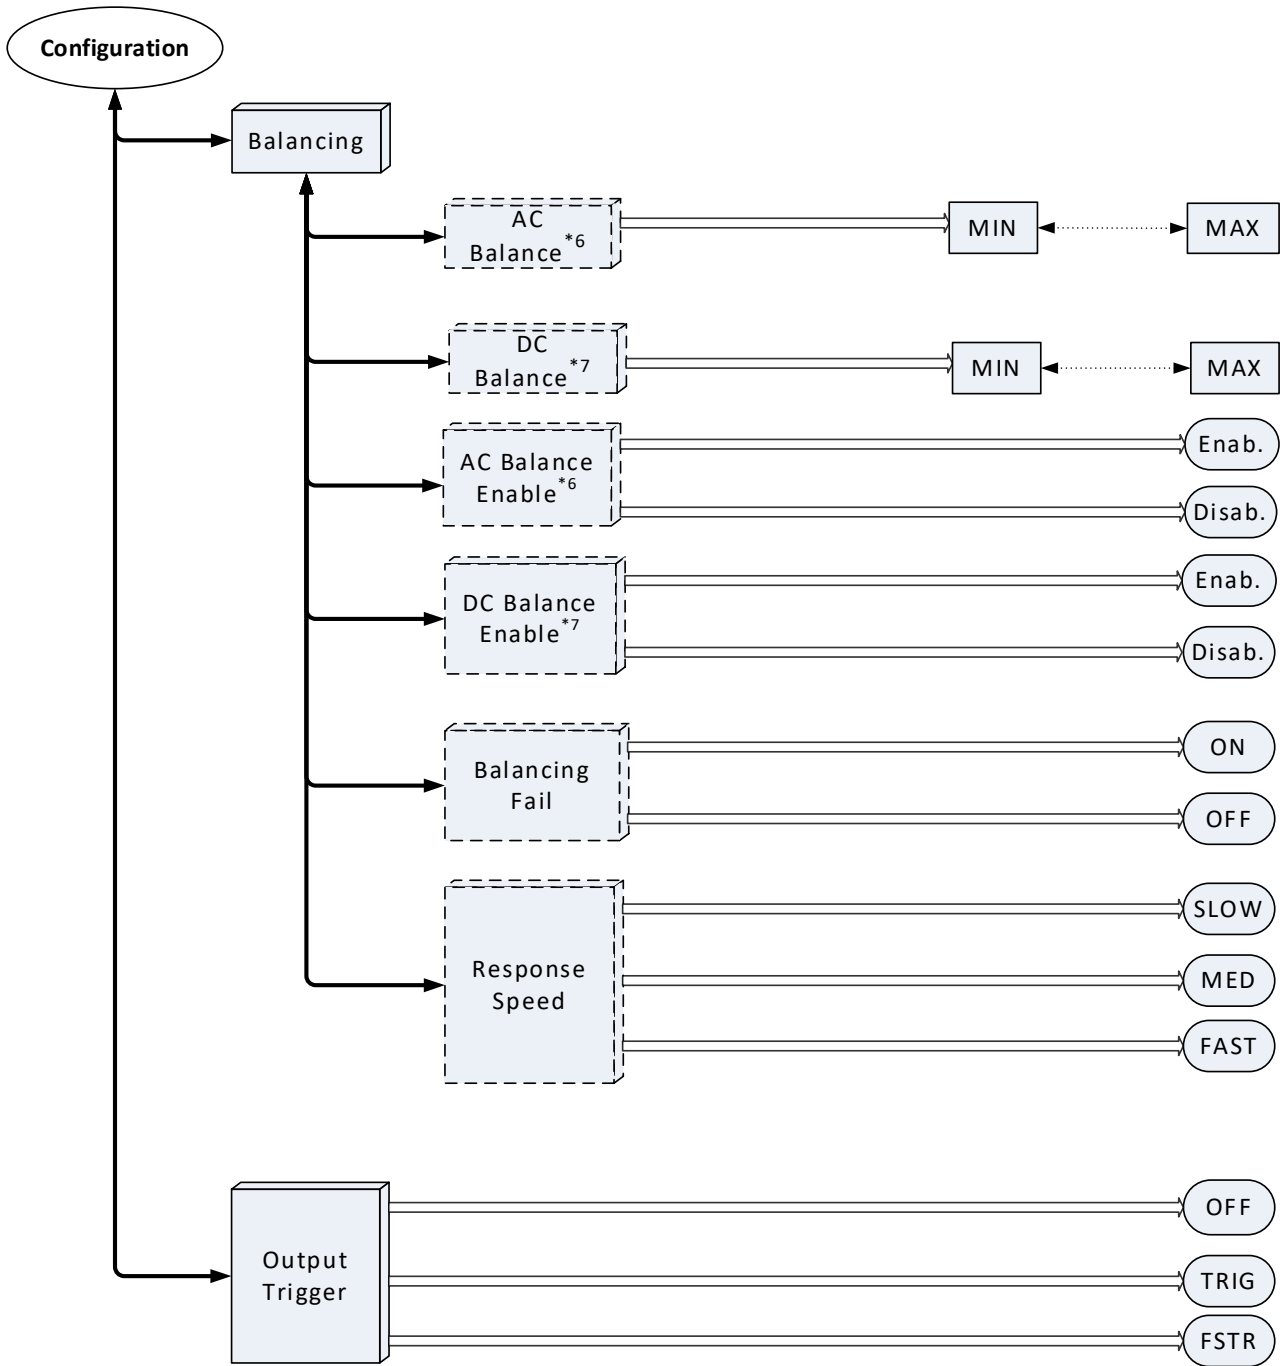 Configuration
Balancing
AC
Balance*6
MIN
MAX
DC
Balance*7
MIN
MAX
AC Balance
Enable*6
Enab.
Disab.
DC Balance
Enable*7
Enab.
Disab.
Balancing
Fail
ON
OFF
Response
Speed
SLOW
MED
FAST
Output
Trigger
OFF
TRIG
FSTR